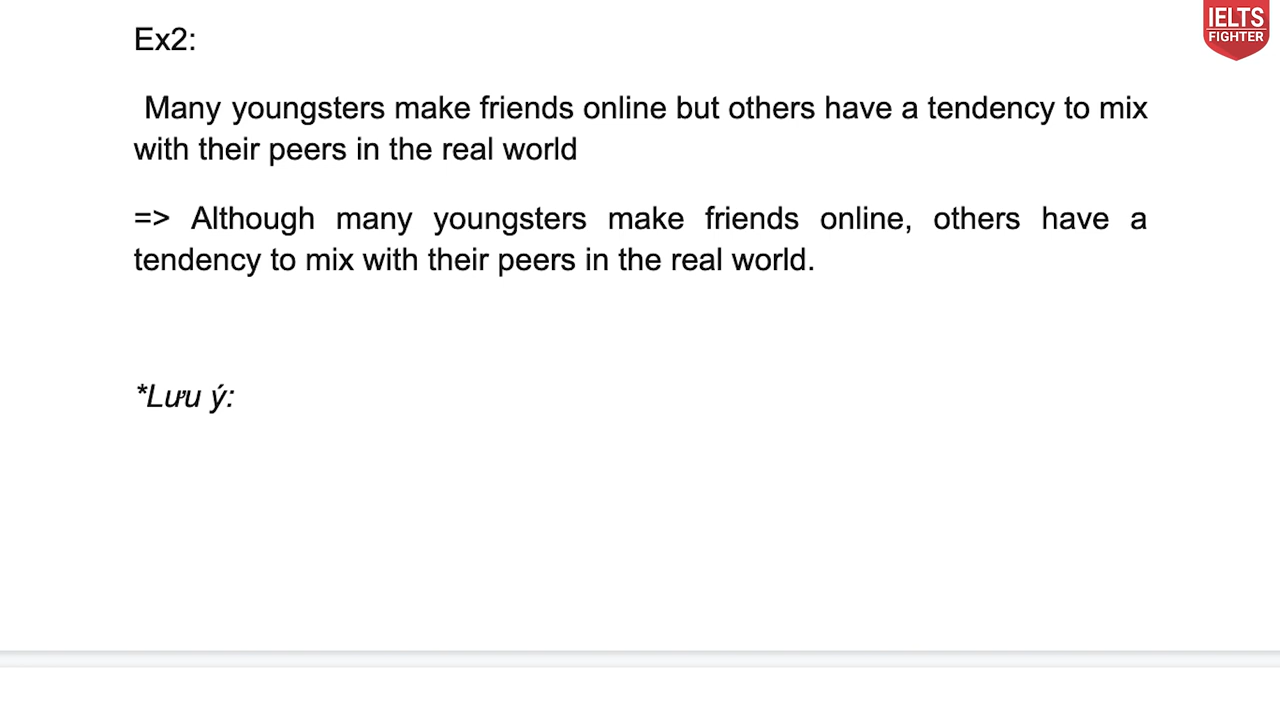 IELTS
FIGHTER
Ex2:
Many youngsters make friends online but others have a tendency to mix
with their peers in the real world
=> Although many youngsters make friends online, others have a
tendency to mix with their peers in the real world.
*Lưu ý: